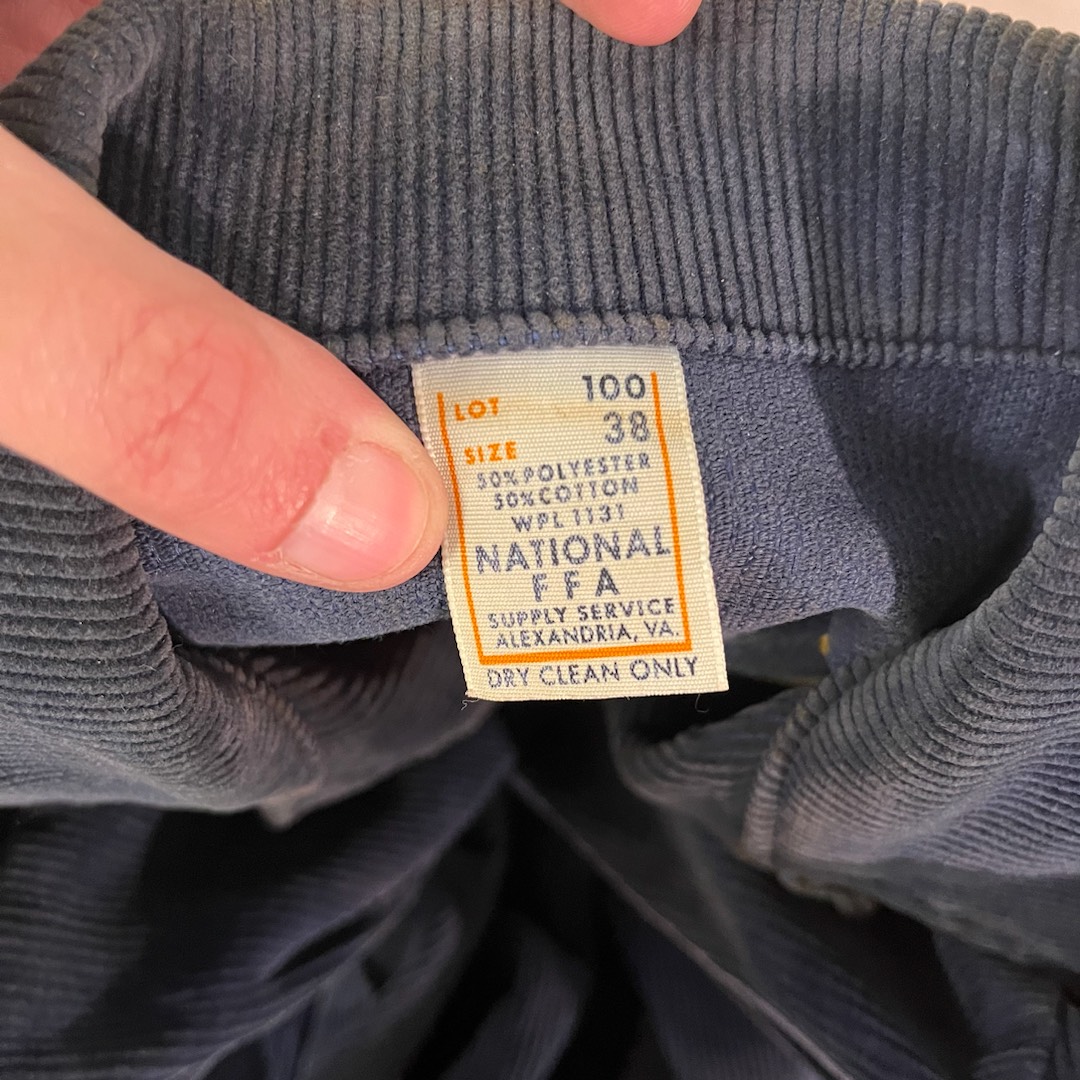 LOT 100
SIZE 38
50% POLYESTER
50% COTTON
WPL 1131
NATIONAL
FFA
SUPPLY SERVICE
ALEXANDRIA, VA.
DRY CLEAN ONLY